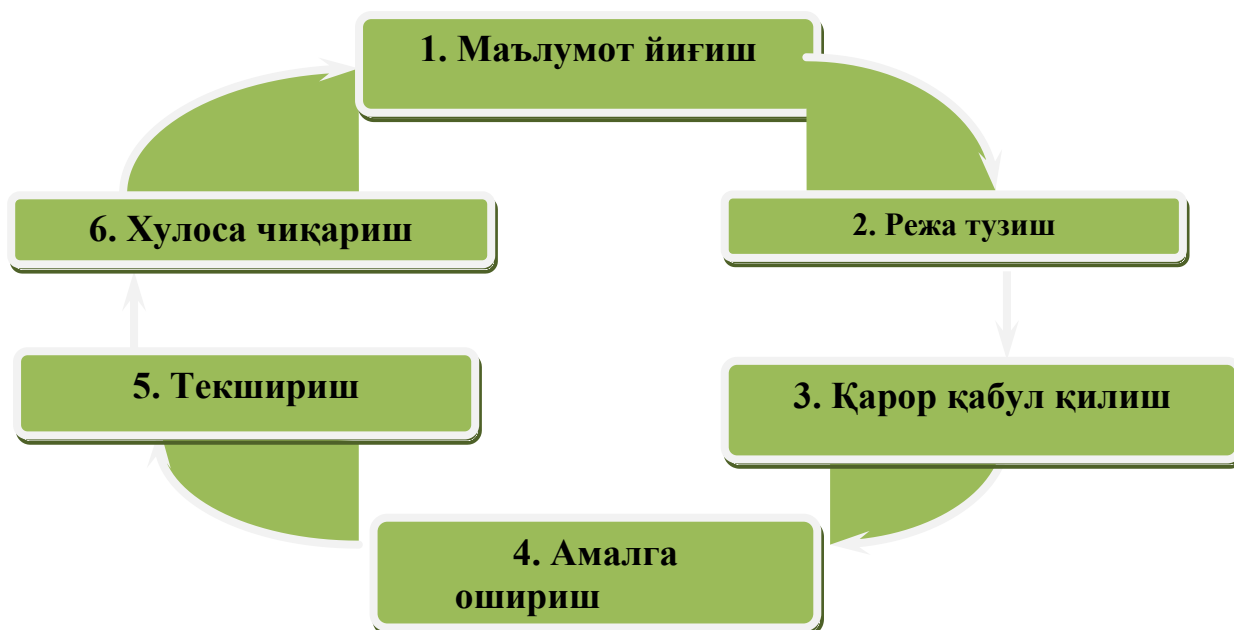 1. Маълумот йиғиш
2. Режа тузиш
3. Қарор қабул қилиш
4. Амалга
ошириш
5. Текшириш
6. Хулоса чиқариш